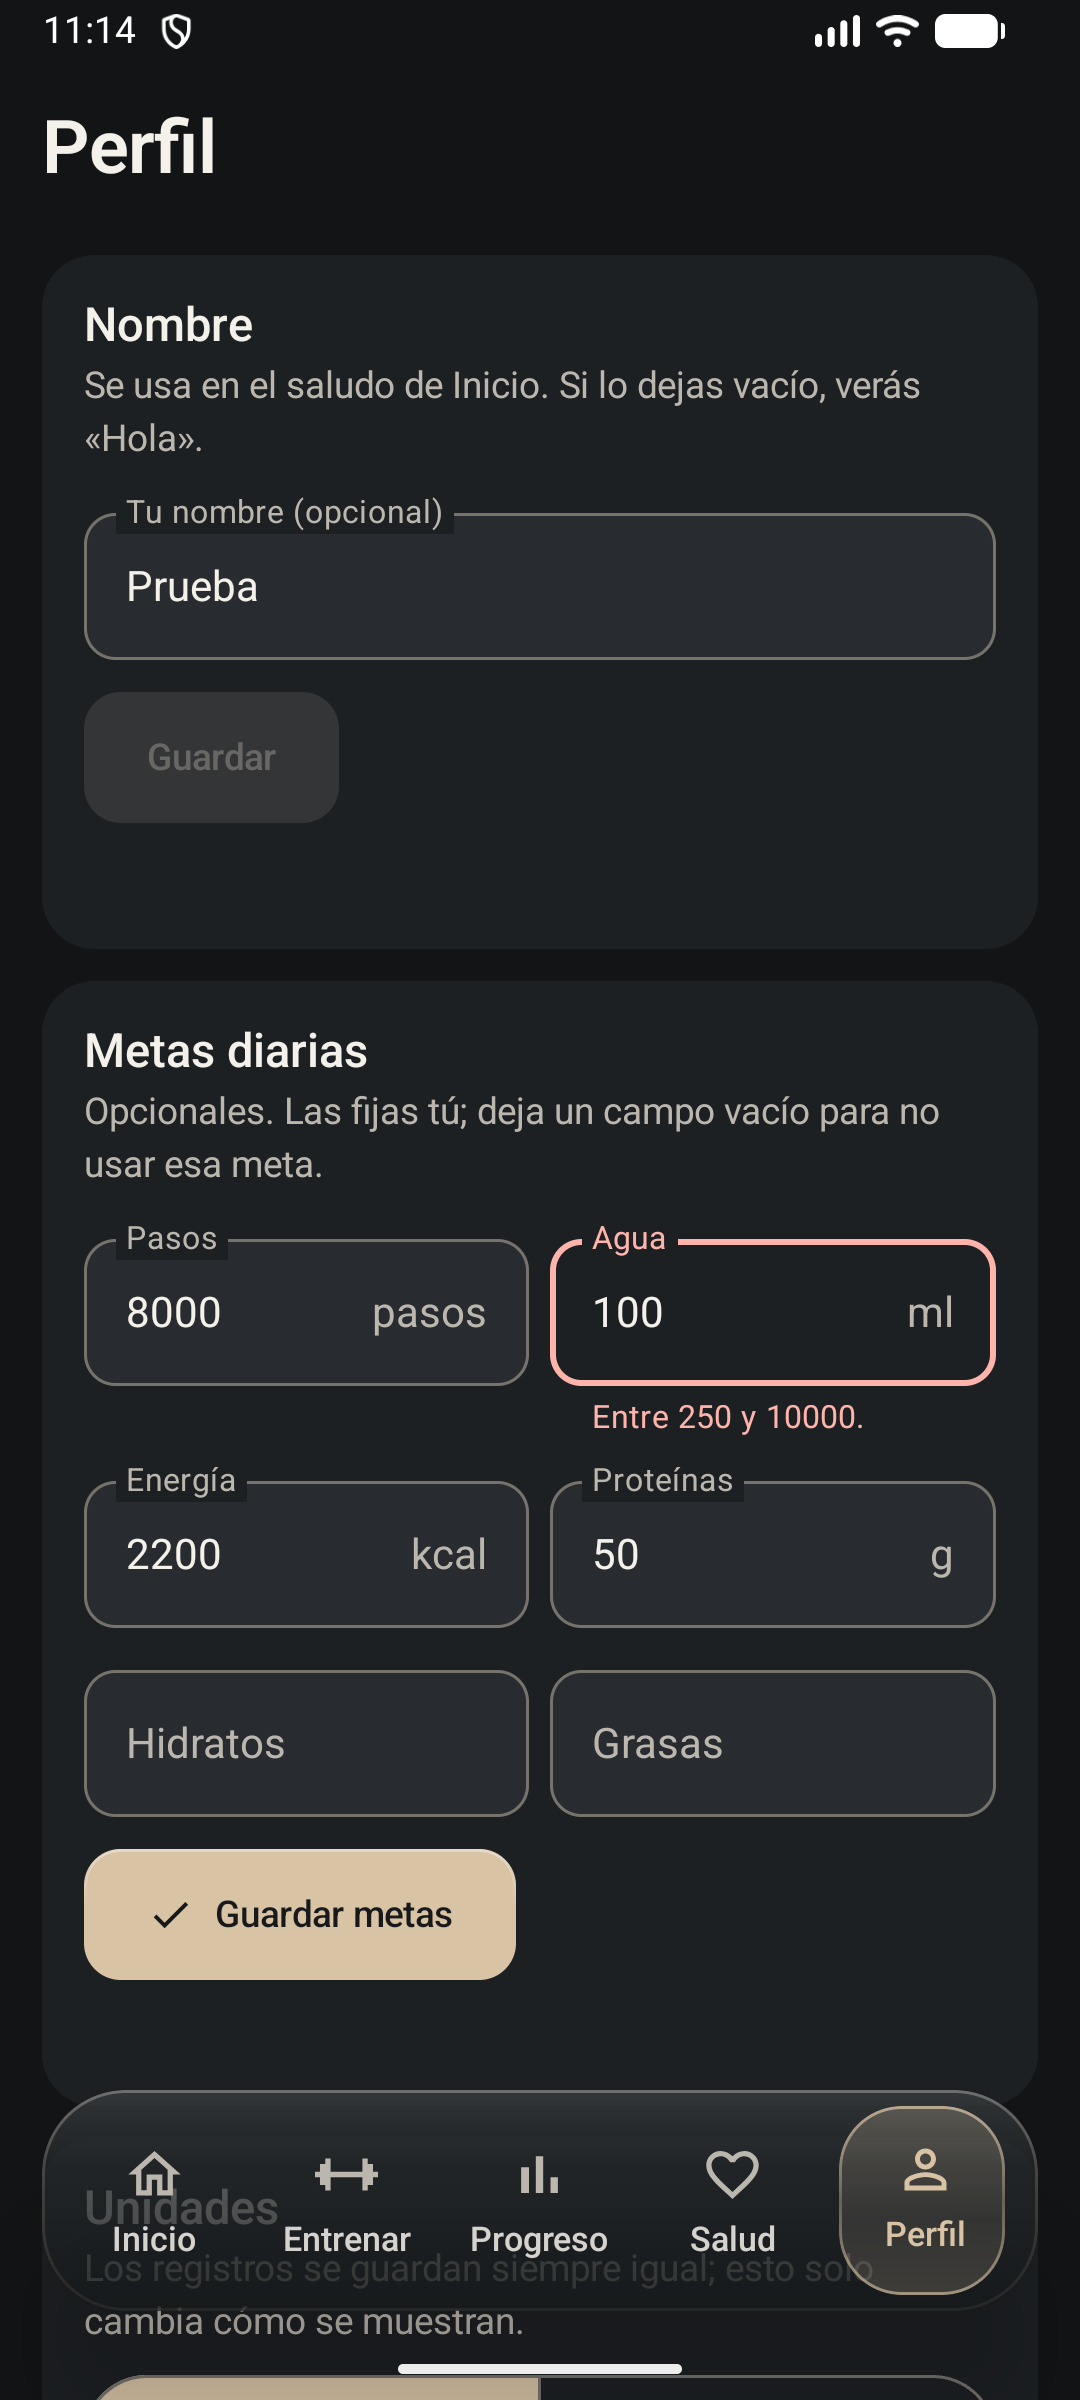 11:14
Perfil
Nombre
Se usa en el saludo de Inicio. Si lo dejas vacío, verás
«Hola».
Tu nombre (opcional)
Prueba
Guardar
Metas diarias
Opcionales. Las fijas tú; deja un campo vacío para no
usar esa meta.
Pasos
8000 pasos
Agua
100 ml
Entre 250 y 10000.
Energía
2200 kcal
Proteínas
50 g
Hidratos
Grasas
Guardar metas
Unidades
Inicio
Entrenar
Progreso
Salud
Perfil
Los registros se guardan siempre igual; esto solo
cambia cómo se muestran.